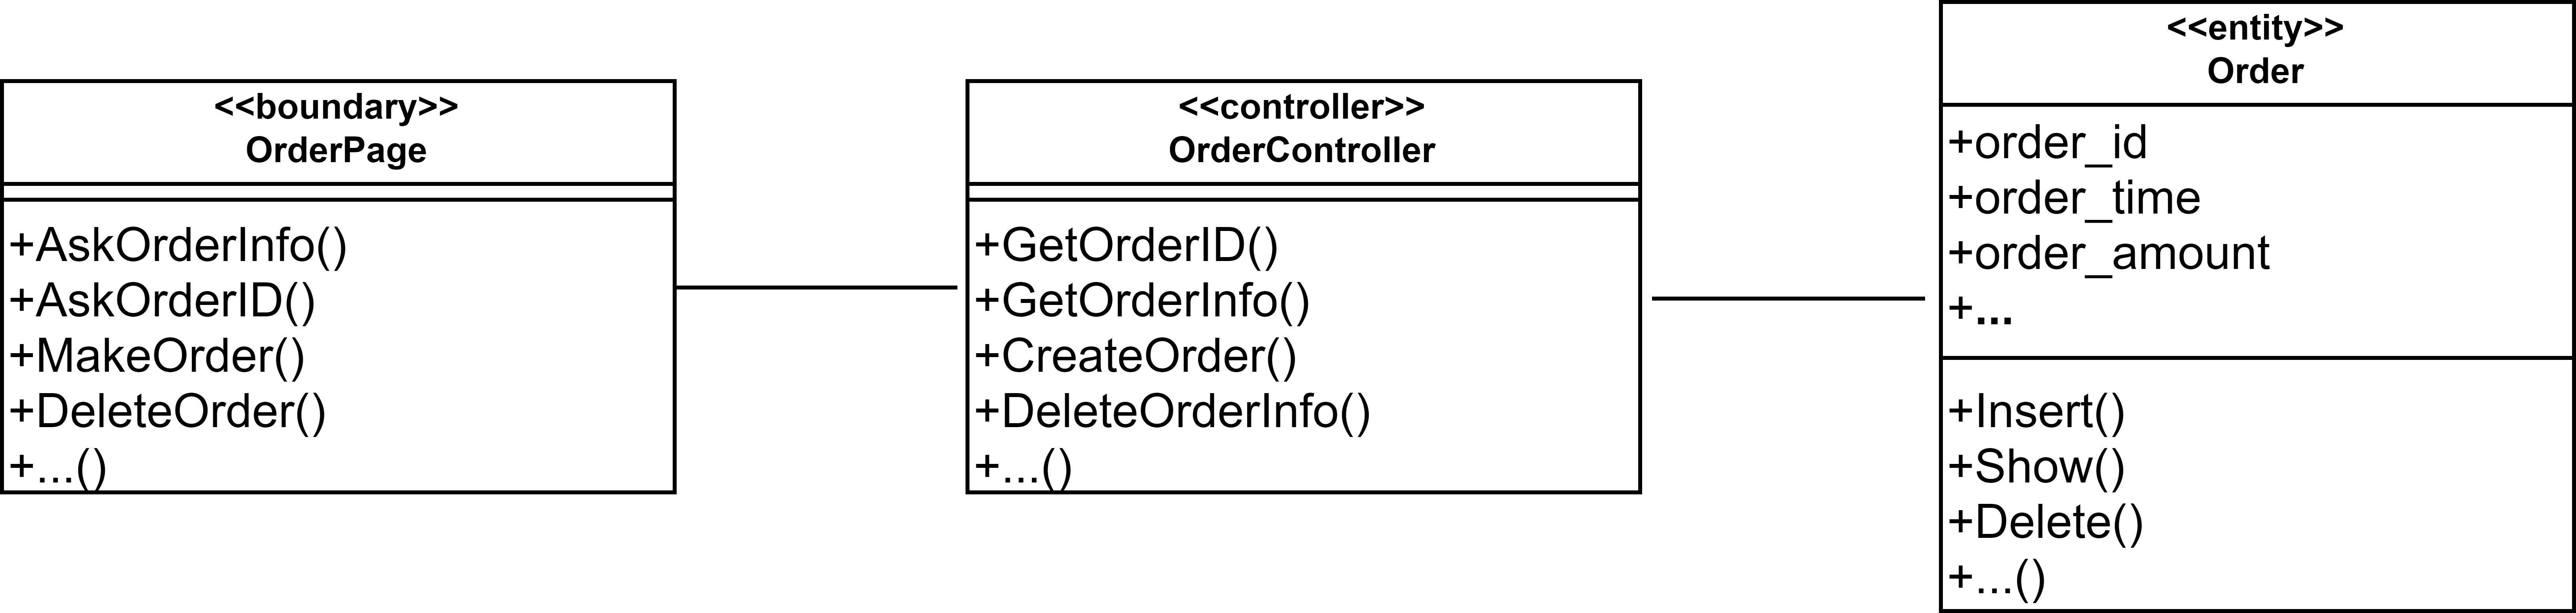 <<boundary>>
OrderPage
+AskOrderInfo()
+AskOrderID()
+MakeOrder()
+DeleteOrder()
+...()
<<controller>>
OrderController
+GetOrderID()
+GetOrderInfo()
+CreateOrder()
+DeleteOrderInfo()
+...()
<<entity>>
Order
+order_id
+order_time
+order_amount
+...
+Insert()
+Show()
+Delete()
+...()